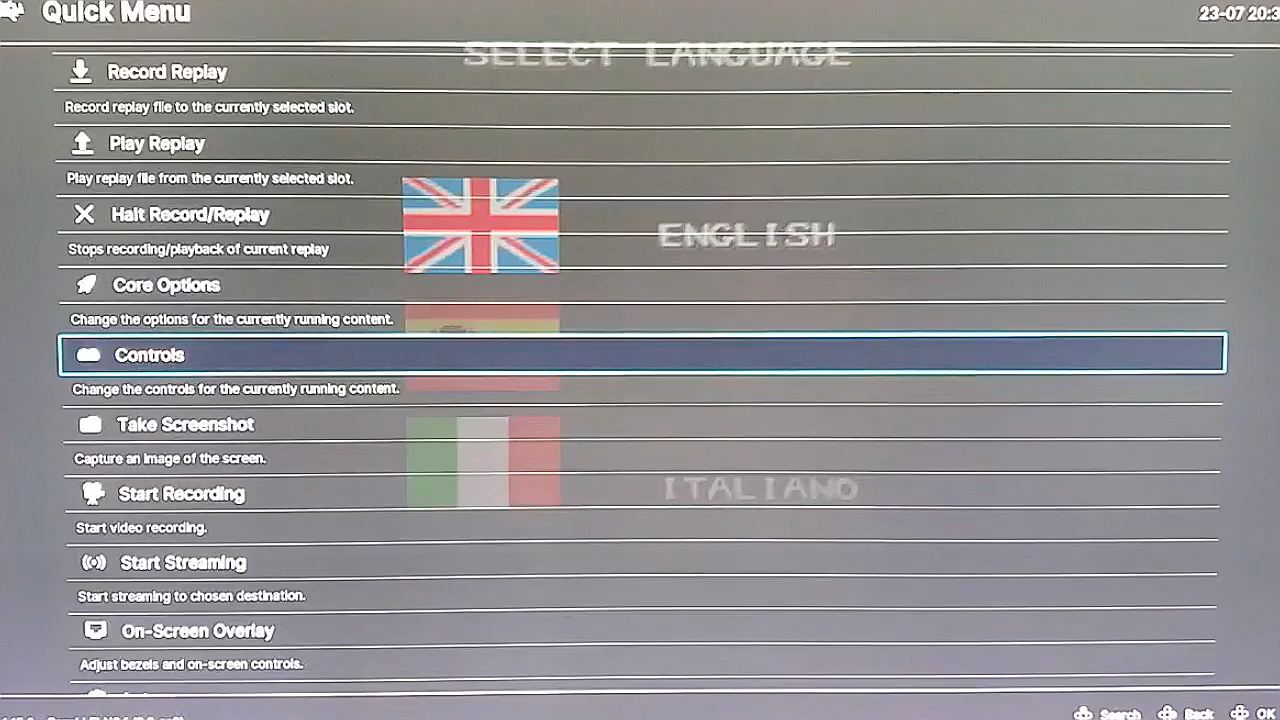 Quick Menu
23-07 20:3
SELECT LANGUAGE
Record Replay
Record replay file to the currently selected slot.
Play Replay
Play replay file from the currently selected slot.
Halt Record/Replay
ENGLISH
Stops recording/playback of current replay
Core Options
Change the options for the currently running content.
Controls
Change the controls for the currently running content.
Take Screenshot
Capture an image of the screen.
Start Recording
ITALIANO
Start video recording.
Start Streaming
Start streaming to chosen destination.
On-Screen Overlay
Adjust bezels and on-screen controls.
Search Back OK